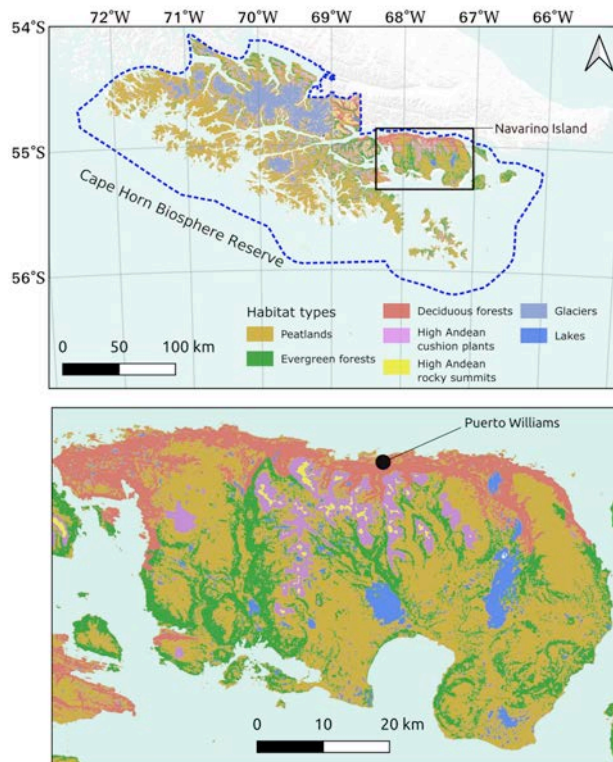 54°S
72°W
71°W
70°W
69°W
68°W
67°W
66°W
Navarino Island
55°S
Cape Horn Biosphere Reserve
56°S
Habitat types
Peatlands
Evergreen forests
Deciduous forests
High Andean
cushion plants
High Andean
rocky summits
Glaciers
Lakes
0 50 100 km
Puerto Williams
0 10 20 km